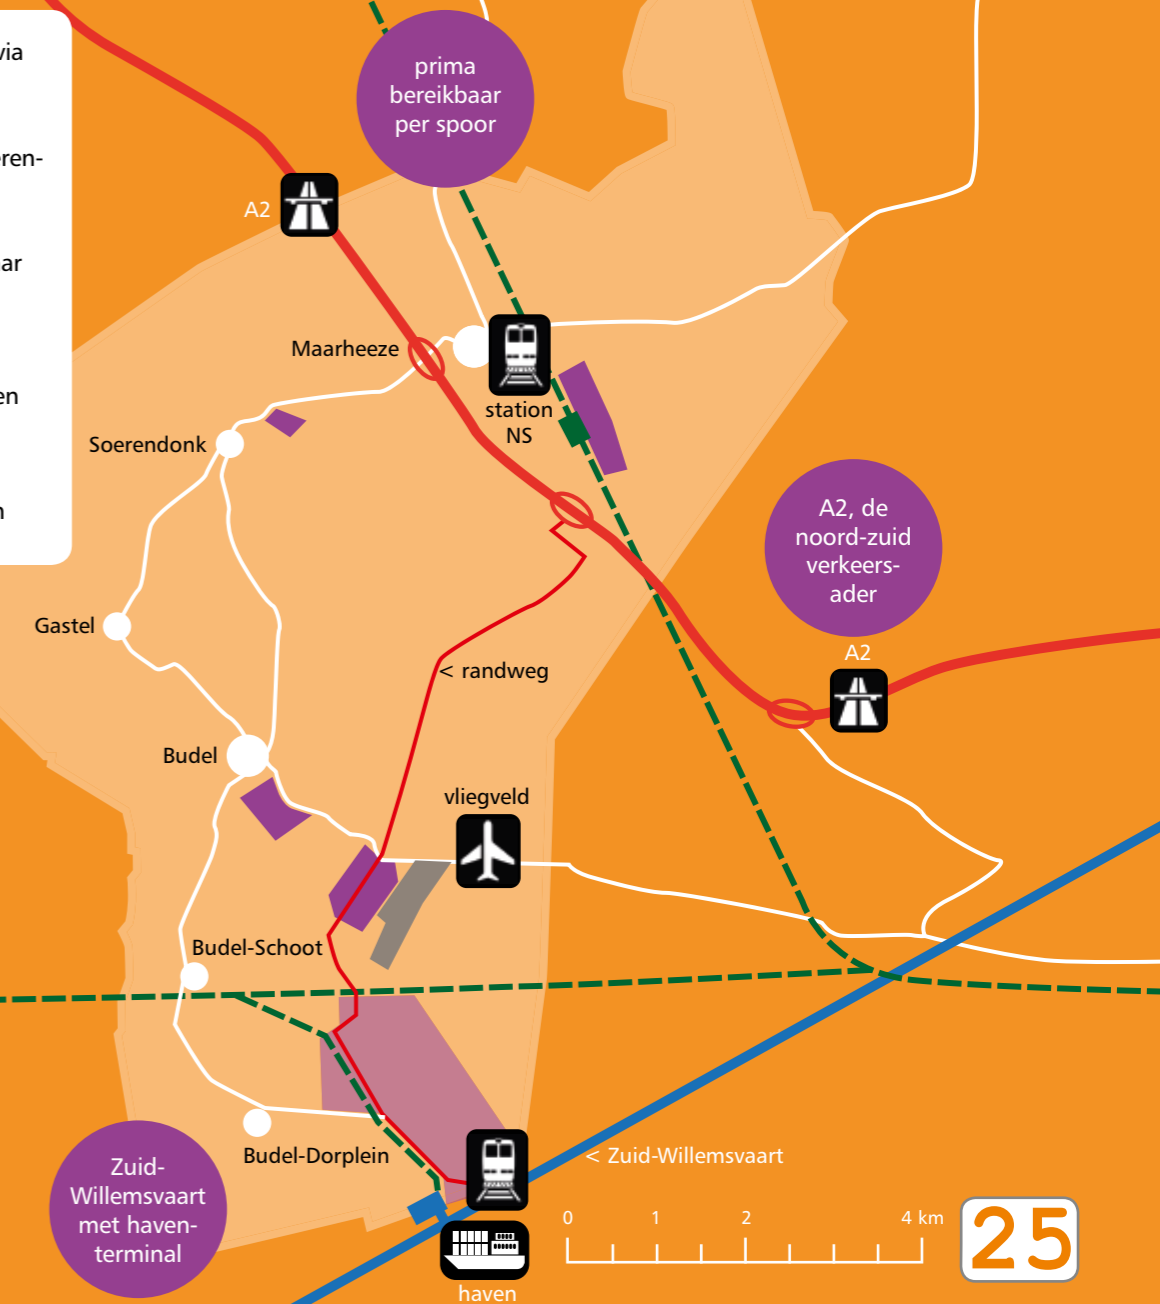 via
eren-
ar
en
n
prima
bereikbaar
per spoor
A2
Maarheeze
station
NS
Soerendonk
A2, de
noord-zuid
verkeers-
ader
A2
Gastel
< randweg
Budel
vliegveld
Budel-Schoot
Budel-Dorplein
Zuid-
Willemsvaart
met haven-
terminal
< Zuid-Willemsvaart
0 1 2 4 km
haven
25